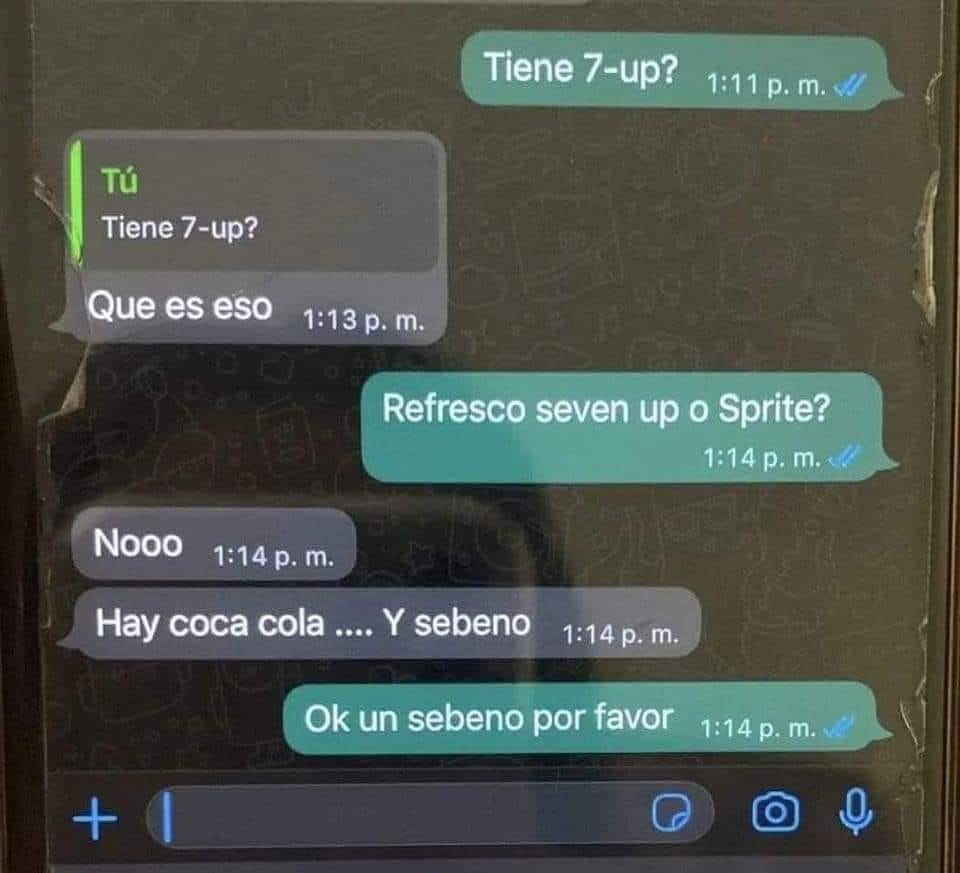 Tiene 7-up? 1:11 p. m.
Tú
Tiene 7-up?
Que es eso 1:13 p. m.
Refresco seven up o Sprite?
1:14 p. m.
Nooo 1:14 p. m.
Hay coca cola .... Y sebeno 1:14 p. m.
Ok un sebeno por favor 1:14 p. m.